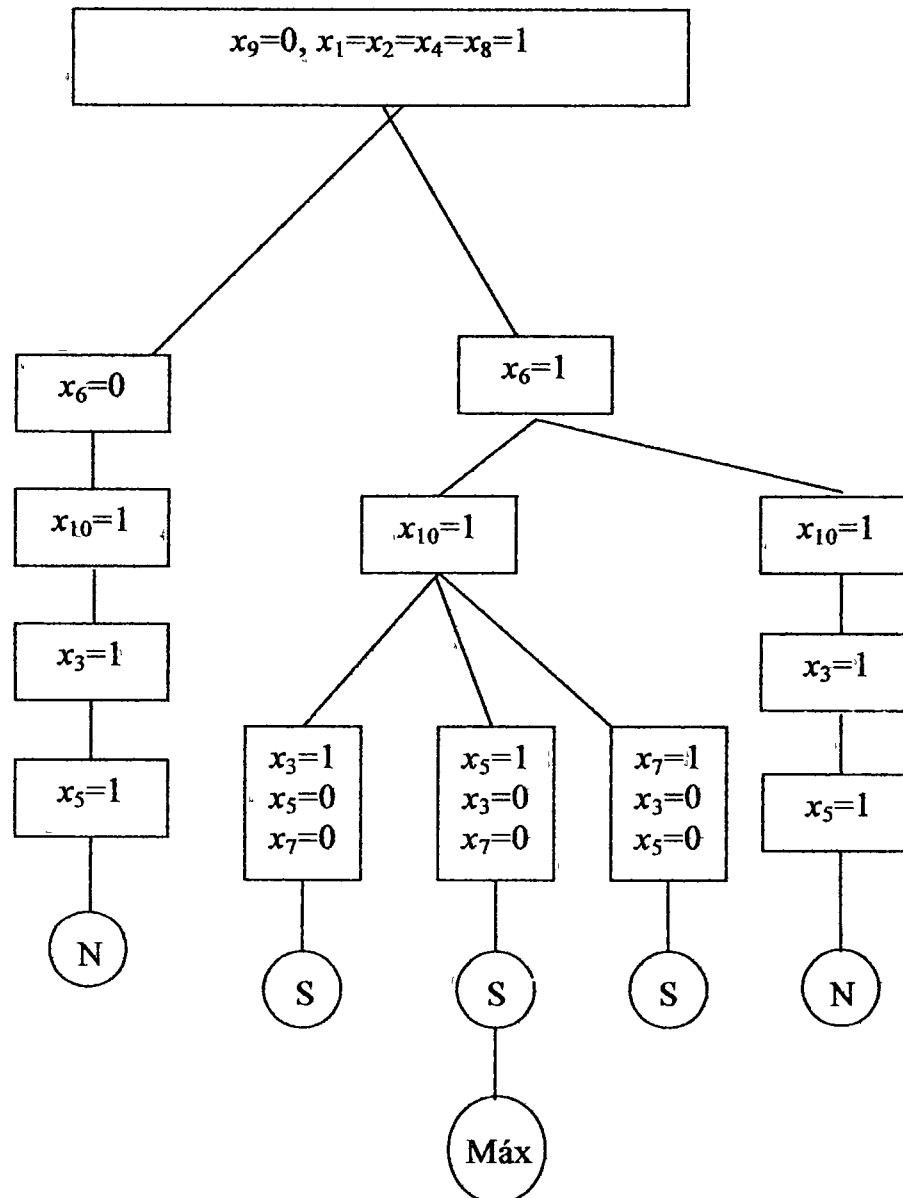 x₉=0, x₁=x₂=x₄=x₈=1
x₆=0
x₆=1
x₁₀=1
x₁₀=1
x₁₀=1
x₃=1
x₃=1
x₅=1
x₃=1
x₅=0
x₇=0
x₅=1
x₃=0
x₇=0
x₇=1
x₃=0
x₅=0
x₅=1
N
S
S
S
N
Máx